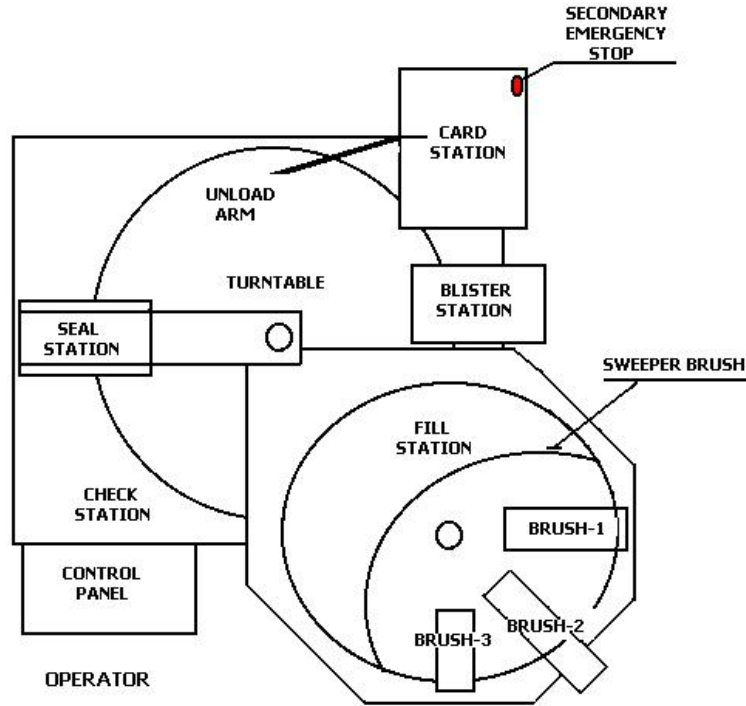 SECONDARY
EMERGENCY
STOP
CARD
STATION
UNLOAD
ARM
TURNTABLE
BLISTER
STATION
SEAL
STATION
SWEEPER BRUSH
FILL
STATION
CHECK
STATION
BRUSH-1
CONTROL
PANEL
BRUSH-2
BRUSH-3
OPERATOR